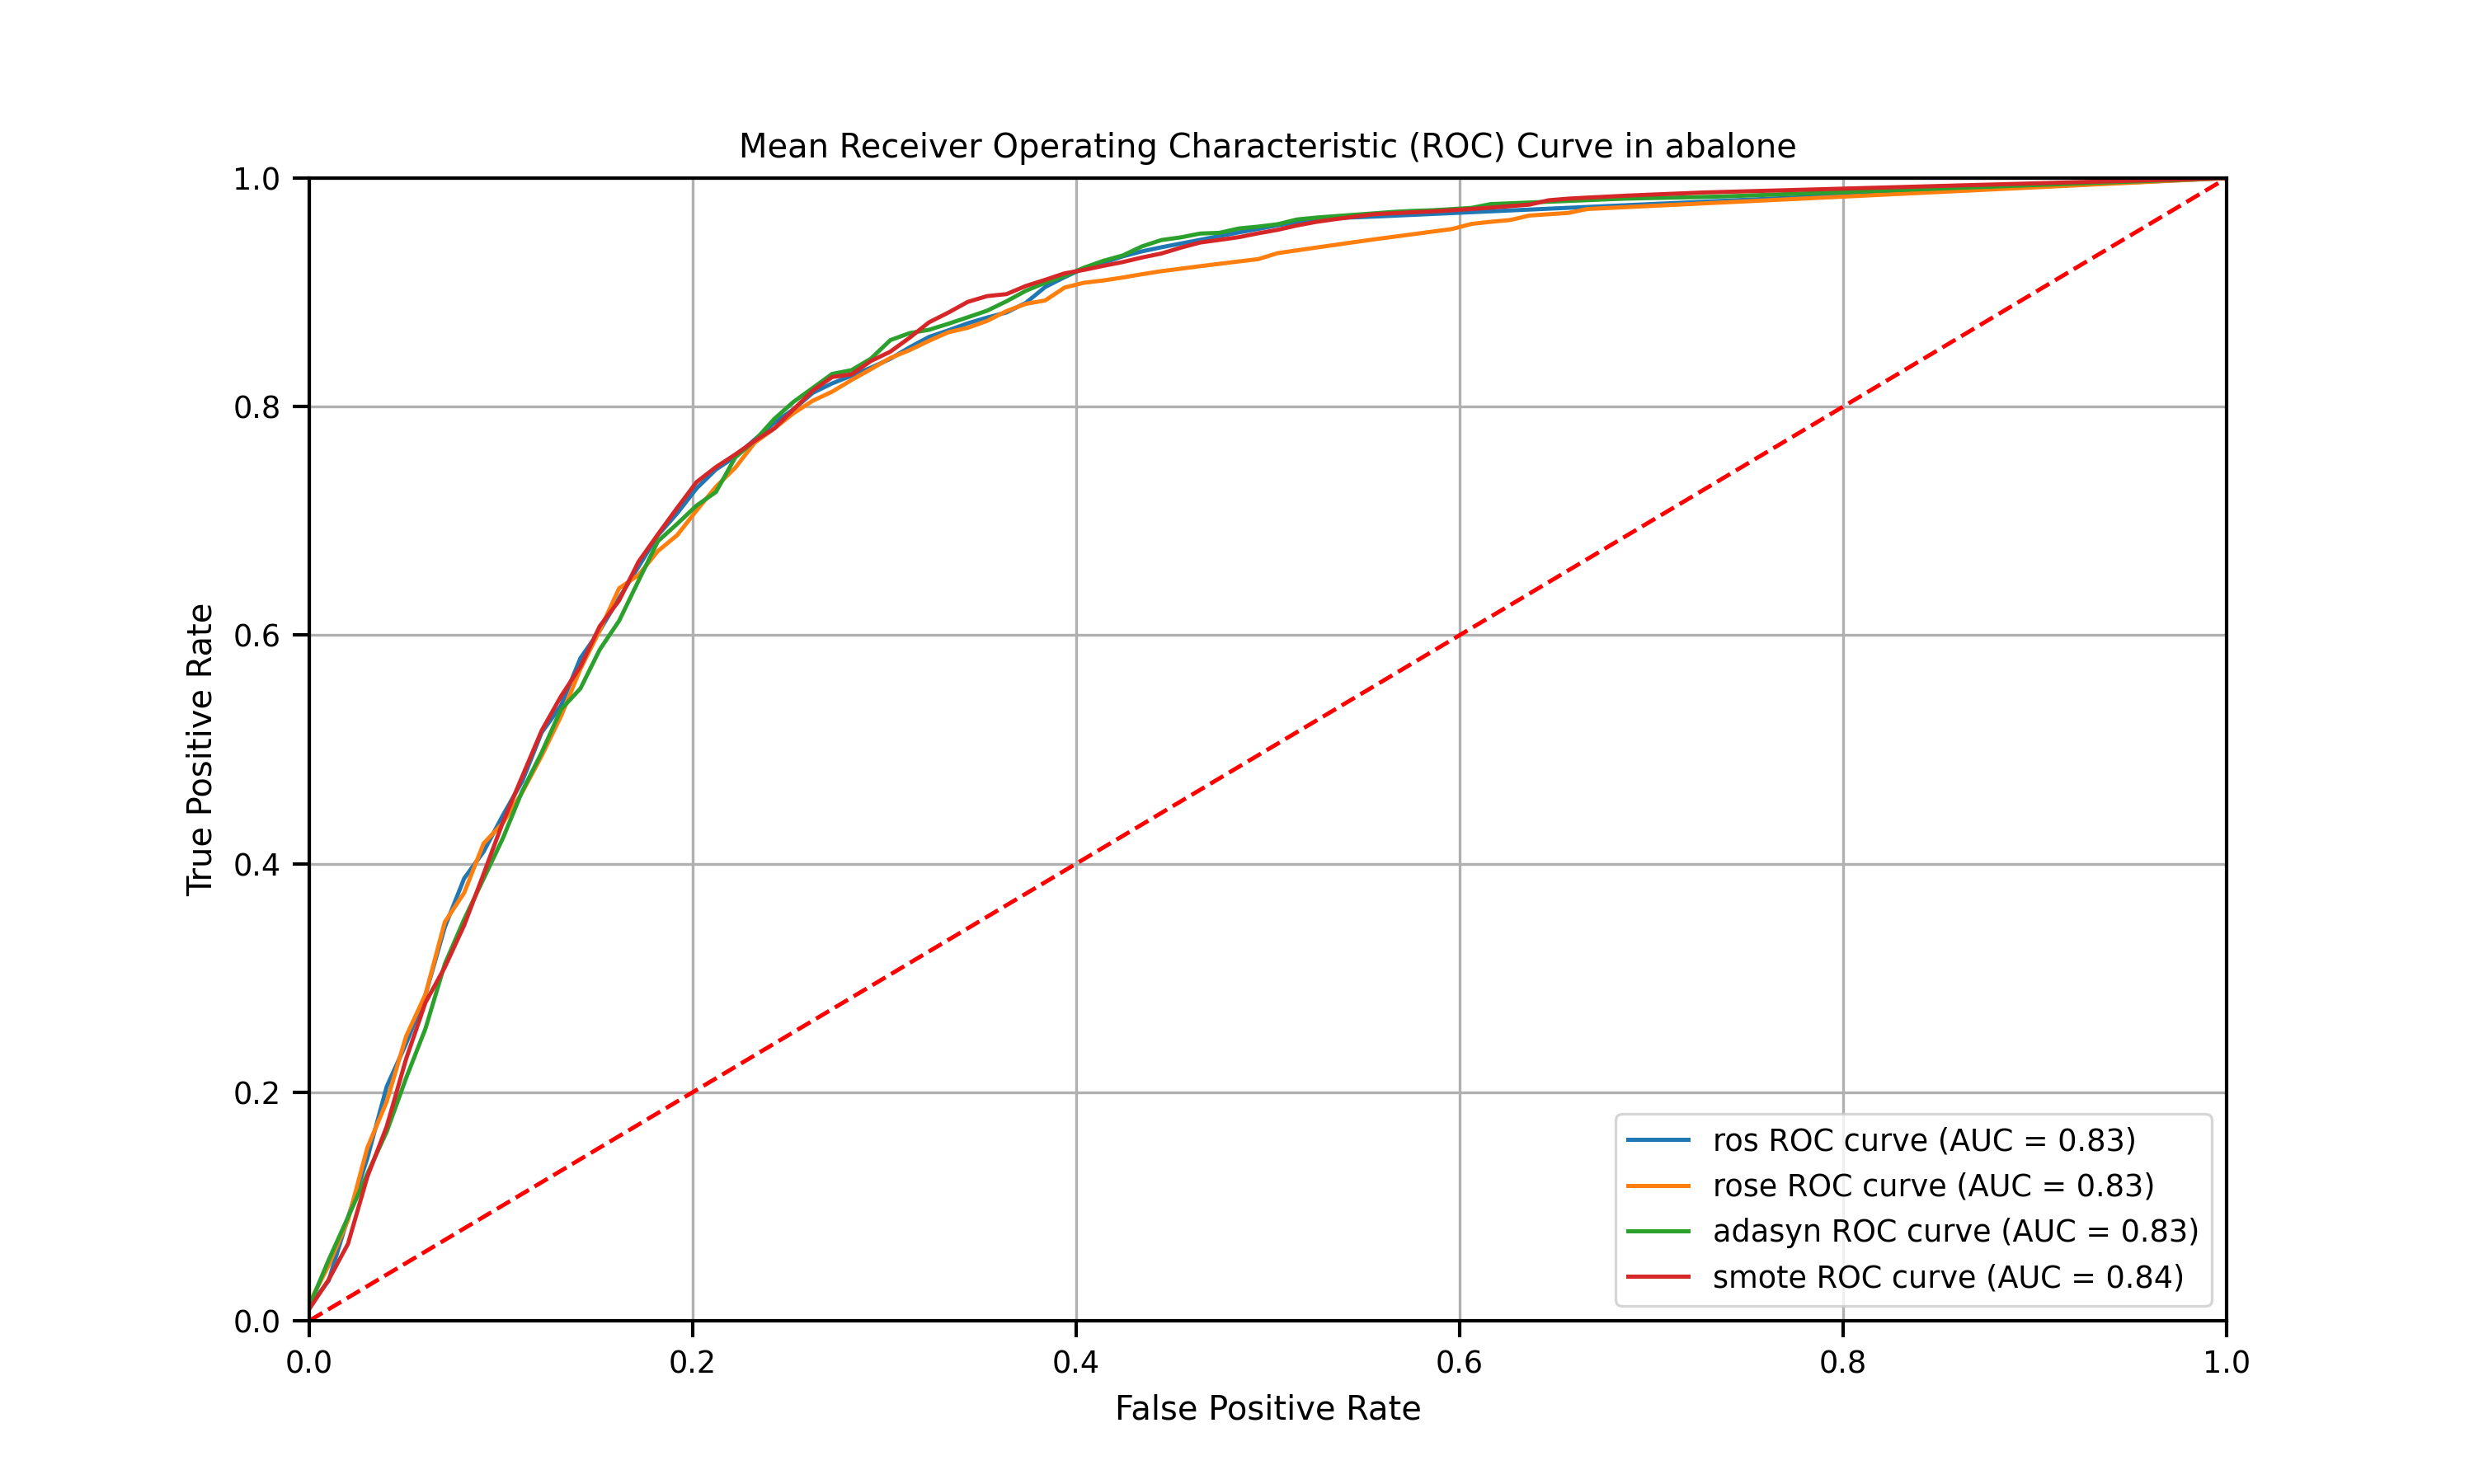 Mean Receiver Operating Characteristic (ROC) Curve in abalone
1.0
0.8
0.6
0.4
0.2
0.0
True Positive Rate
0.0 0.2 0.4 0.6 0.8 1.0
False Positive Rate
ros ROC curve (AUC = 0.83)
rose ROC curve (AUC = 0.83)
adasyn ROC curve (AUC = 0.83)
smote ROC curve (AUC = 0.84)